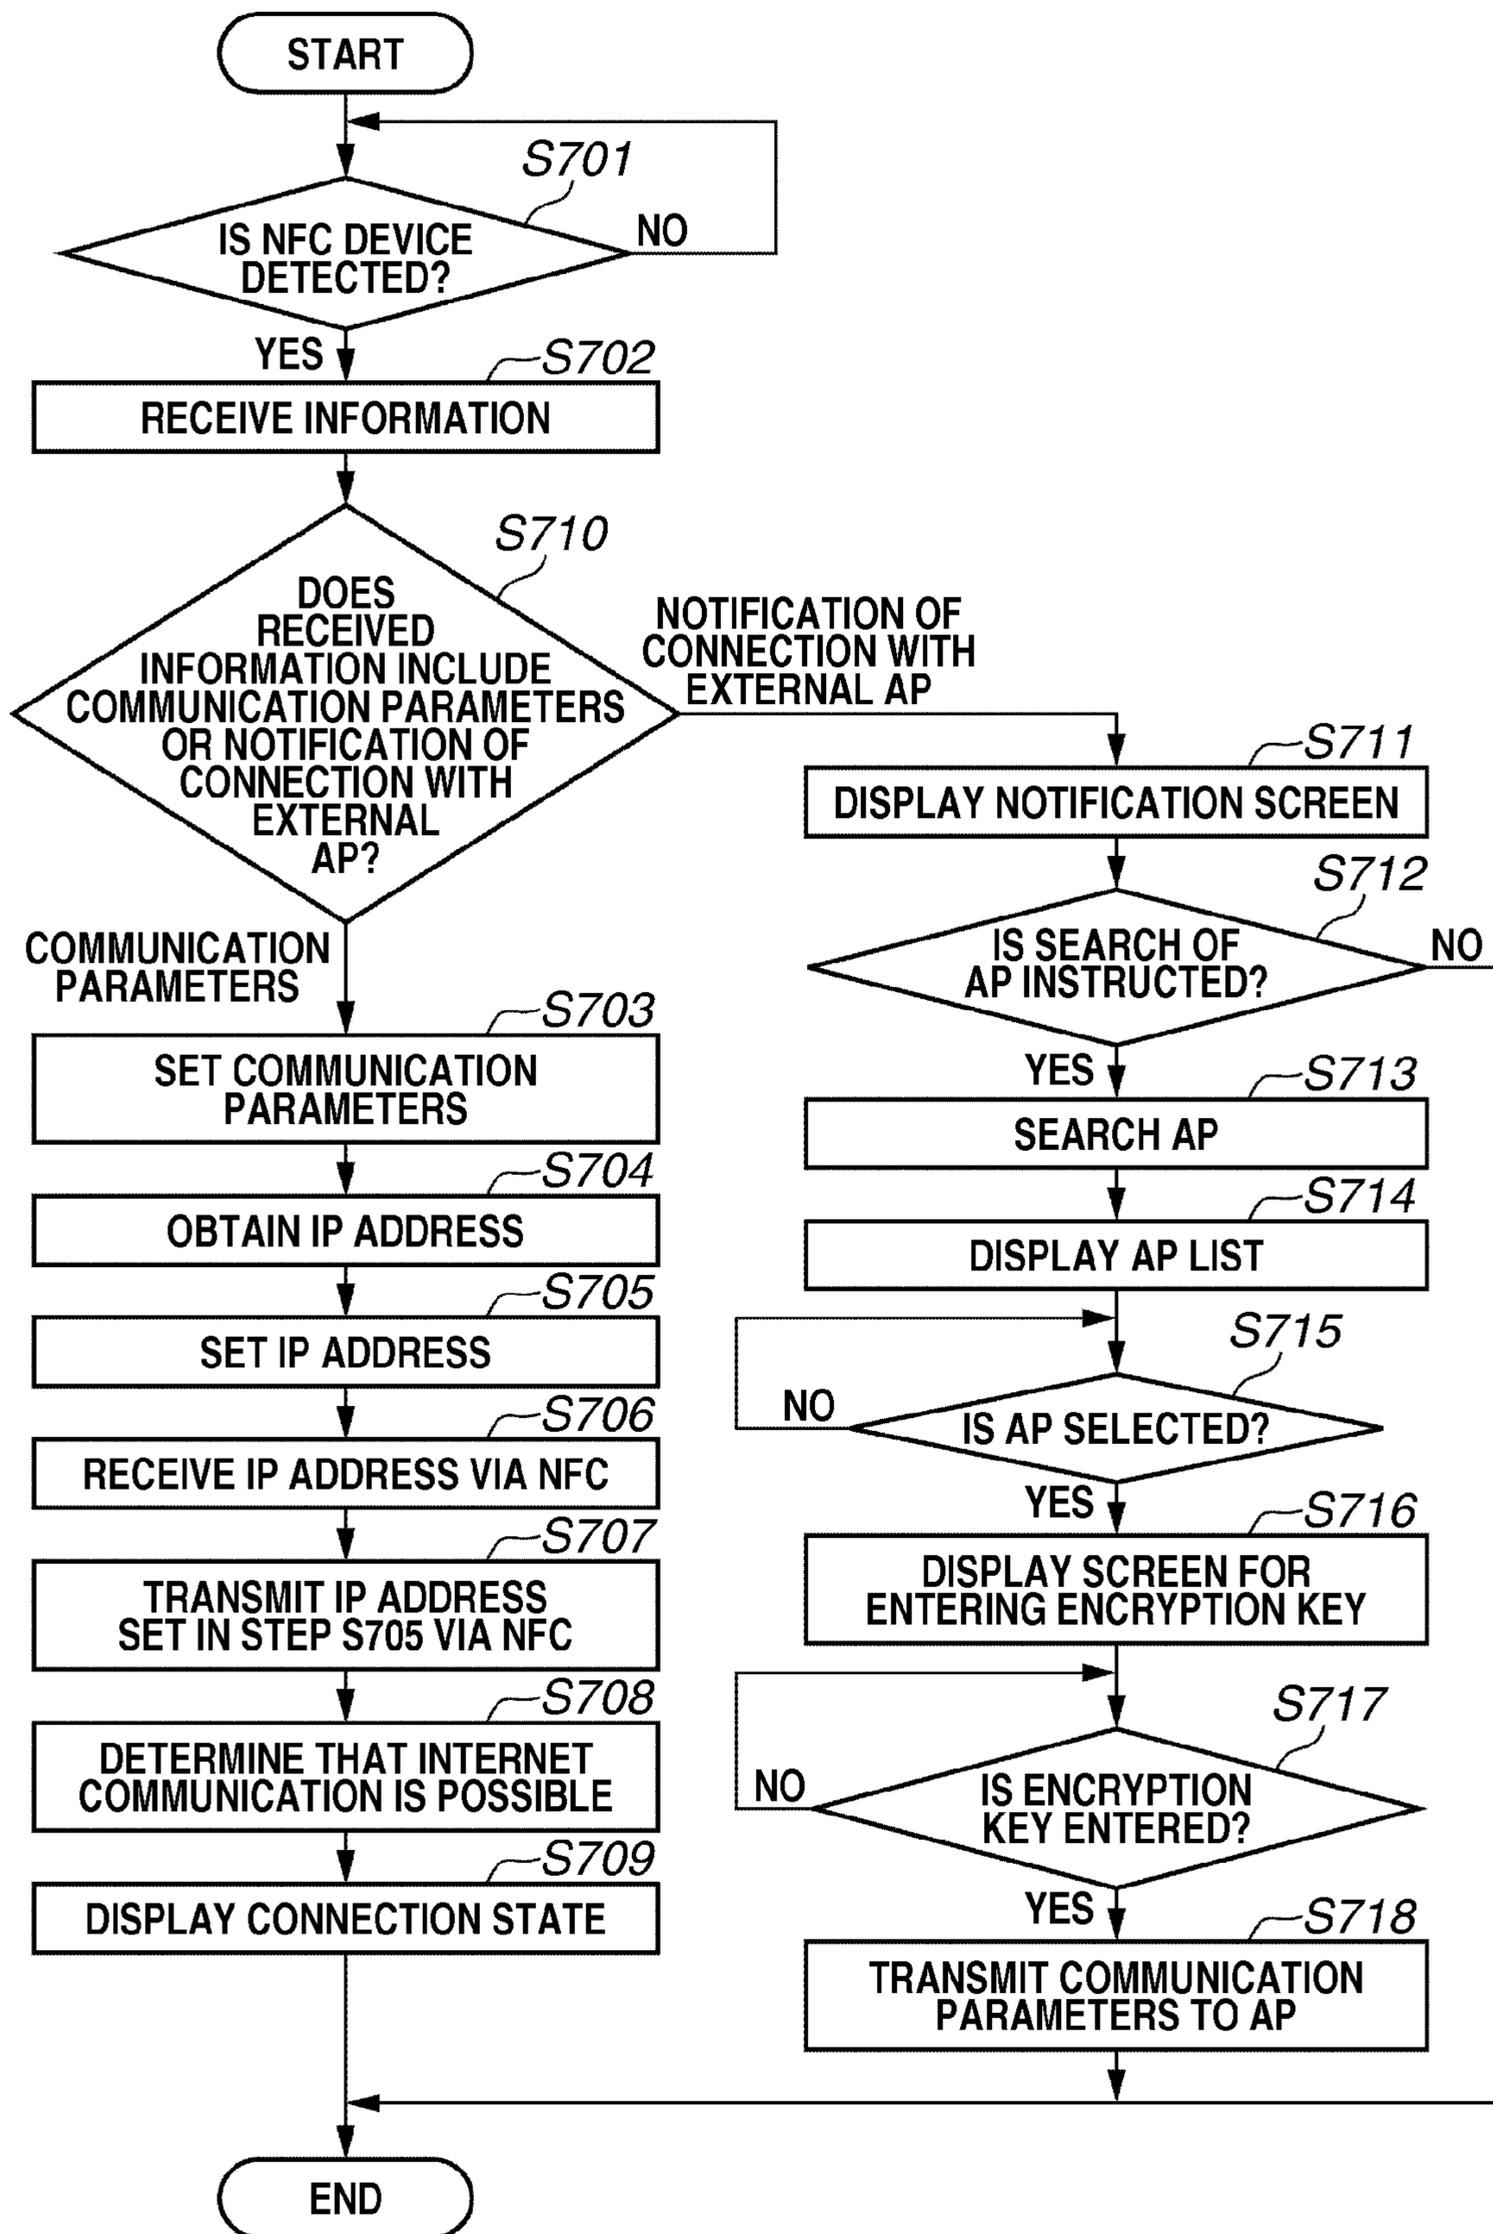 START
S701
IS NFC DEVICE
DETECTED?
NO
YES
S702
RECEIVE INFORMATION
S710
DOES
RECEIVED
INFORMATION INCLUDE
COMMUNICATION PARAMETERS
OR NOTIFICATION OF
CONNECTION WITH
EXTERNAL
AP?
NOTIFICATION OF
CONNECTION WITH
EXTERNAL AP
COMMUNICATION
PARAMETERS
S703
SET COMMUNICATION
PARAMETERS
S704
OBTAIN IP ADDRESS
S705
SET IP ADDRESS
S706
RECEIVE IP ADDRESS VIA NFC
S707
TRANSMIT IP ADDRESS
SET IN STEP S705 VIA NFC
S708
DETERMINE THAT INTERNET
COMMUNICATION IS POSSIBLE
S709
DISPLAY CONNECTION STATE
S711
DISPLAY NOTIFICATION SCREEN
S712
IS SEARCH OF
AP INSTRUCTED?
NO
YES
S713
SEARCH AP
S714
DISPLAY AP LIST
S715
IS AP SELECTED?
NO
YES
S716
DISPLAY SCREEN FOR
ENTERING ENCRYPTION KEY
S717
IS ENCRYPTION
KEY ENTERED?
NO
YES
S718
TRANSMIT COMMUNICATION
PARAMETERS TO AP
END